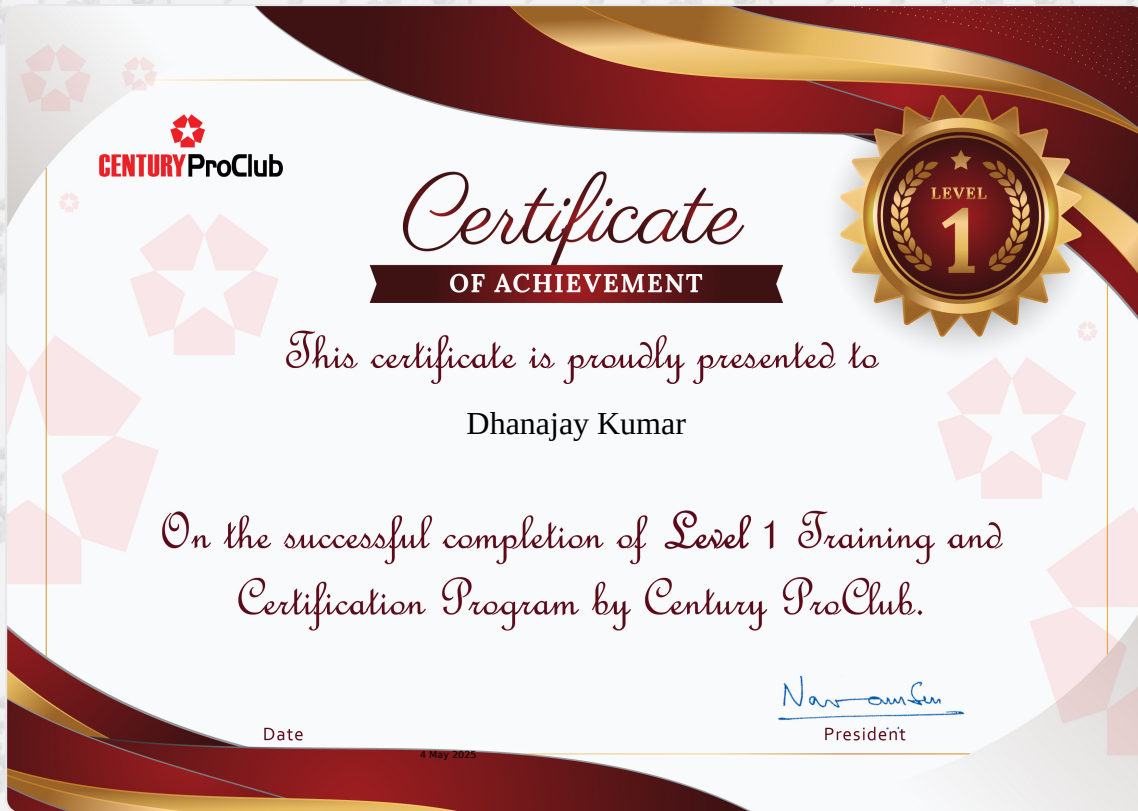 CENTURY ProClub
LEVEL
1
Certificate
OF ACHIEVEMENT
This certificate is proudly presented to
Dhanajay Kumar
On the successful completion of Level 1 Training and
Certification Program by Century ProClub.
Date
President
4 May 2025